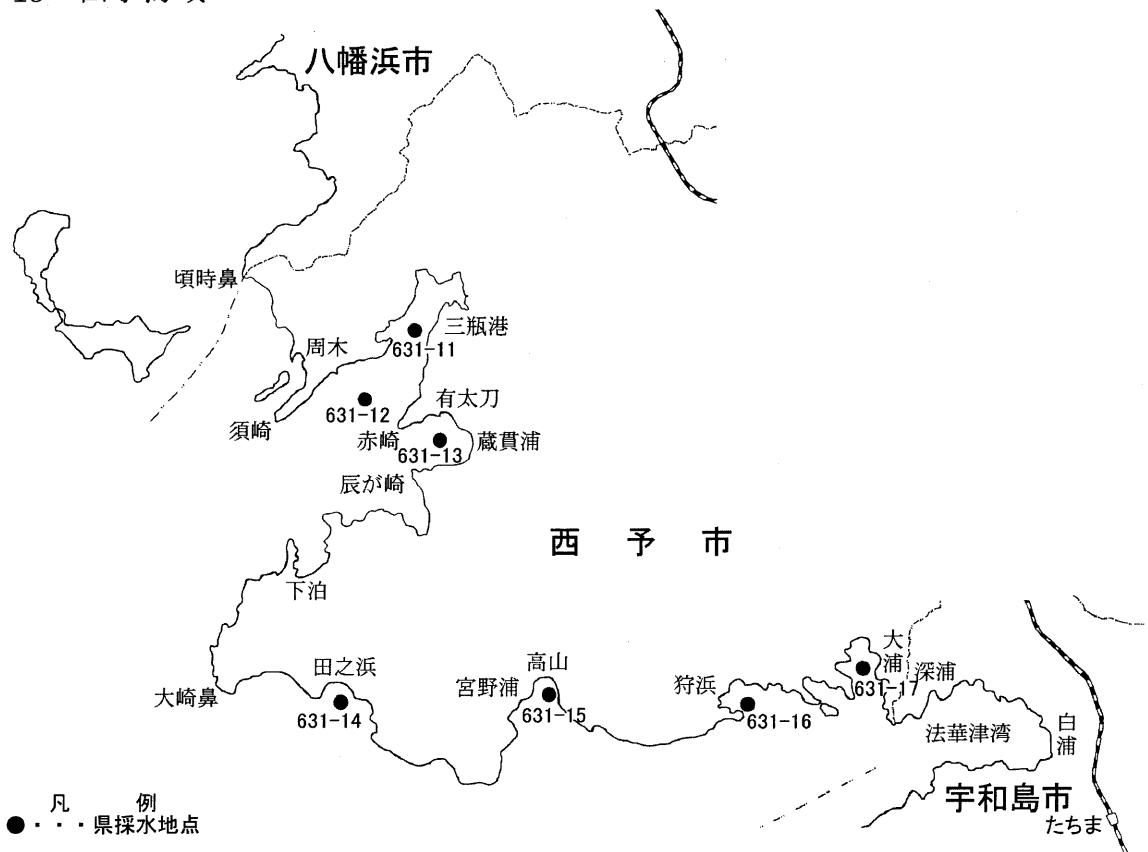 八幡浜市
頃時鼻
三瓶港
周木
631-11
有太刀
631-12
須崎
赤崎
蔵貫浦
631-13
辰が崎
西予市
下泊
大浦
高山
田之浜
深浦
宮野浦
狩浜
631-17
大崎鼻
631-14
631-15
631-16
白浦
法華津湾
宇和島市
凡例
たちま
●・・・県採水地点